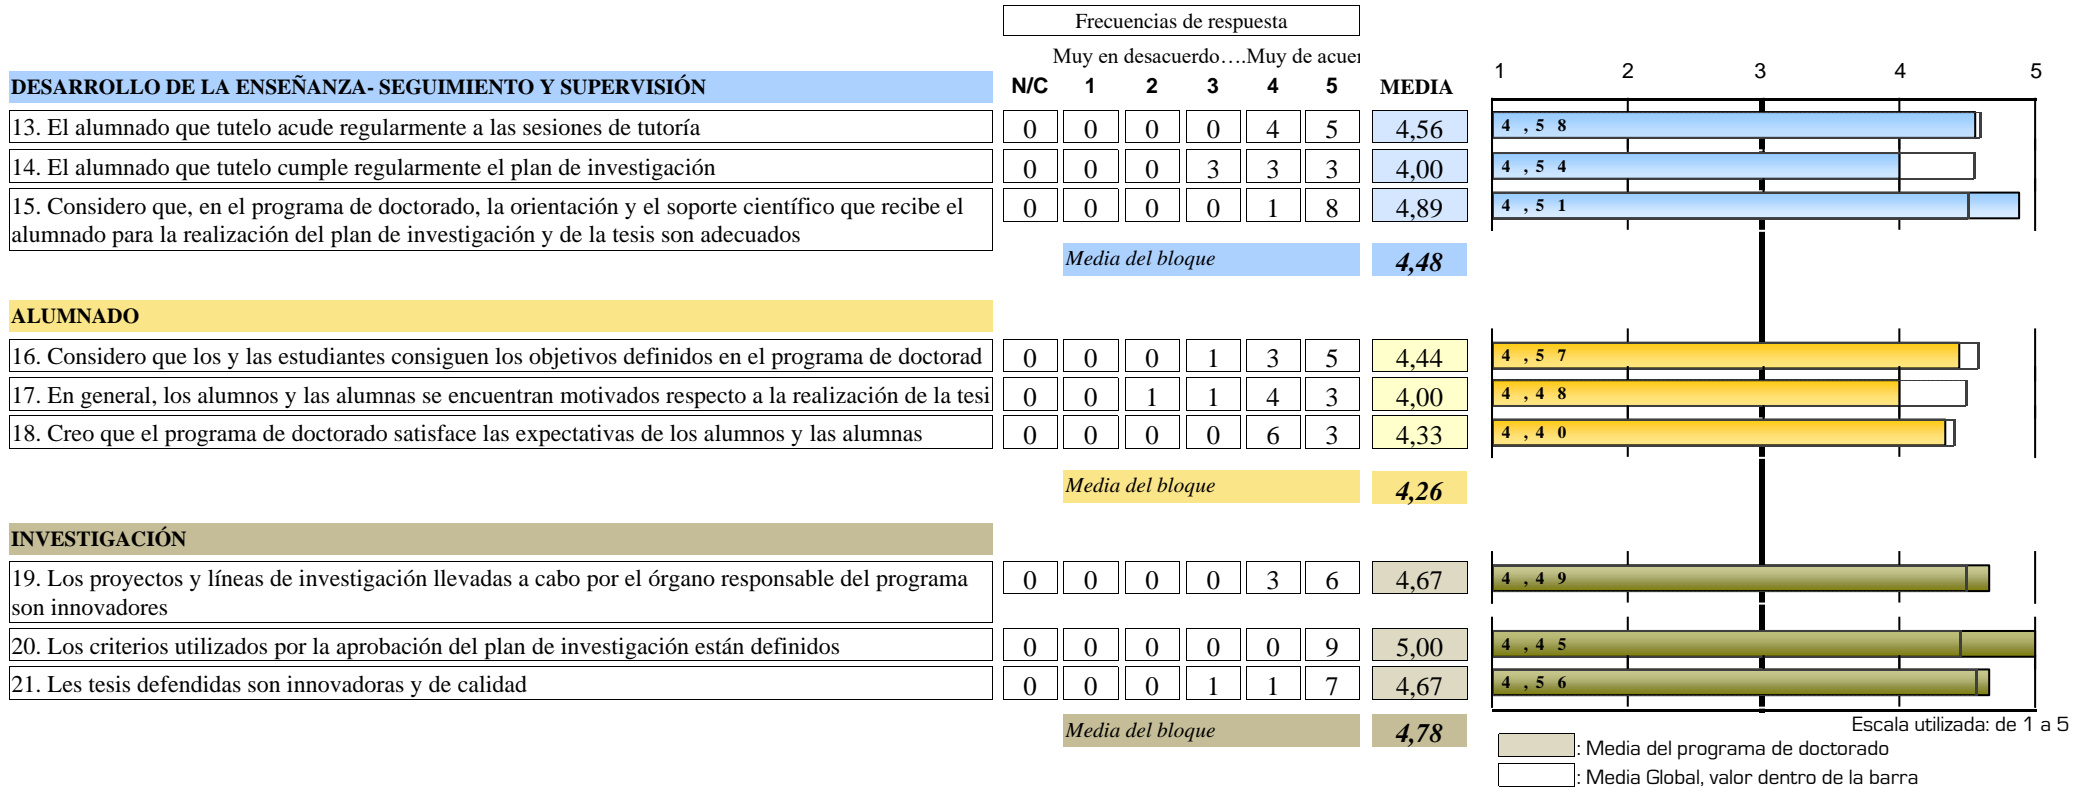 Frecuencias de respuesta
Muy en desacuerdo….Muy de acuer
DESARROLLO DE LA ENSEÑANZA- SEGUIMIENTO Y SUPERVISIÓN N/C 1 2 3 4 5 MEDIA 1 2 3 4 5
13. El alumnado que tutelo acude regularmente a las sesiones de tutoría 0 0 0 0 4 5 4,56 4,58
14. El alumnado que tutelo cumple regularmente el plan de investigación 0 0 0 3 3 3 4,00 4,54
15. Considero que, en el programa de doctorado, la orientación y el soporte científico que recibe el 0 0 0 0 1 8 4,89 4,51
alumnado para la realización del plan de investigación y de la tesis son adecuados
Media del bloque 4,48
ALUMNADO
16. Considero que los y las estudiantes consiguen los objetivos definidos en el programa de doctorad 0 0 0 1 3 5 4,44 4,57
17. En general, los alumnos y las alumnas se encuentran motivados respecto a la realización de la tesi 0 0 1 1 4 3 4,00 4,48
18. Creo que el programa de doctorado satisface las expectativas de los alumnos y las alumnas 0 0 0 0 6 3 4,33 4,40
Media del bloque 4,26
INVESTIGACIÓN
19. Los proyectos y líneas de investigación llevadas a cabo por el órgano responsable del programa 0 0 0 0 3 6 4,67 4,49
son innovadores
20. Los criterios utilizados por la aprobación del plan de investigación están definidos 0 0 0 0 0 9 5,00 4,45
21. Les tesis defendidas son innovadoras y de calidad 0 0 0 1 1 7 4,67 4,56
Media del bloque 4,78
Escala utilizada: de 1 a 5
: Media del programa de doctorado
: Media Global, valor dentro de la barra